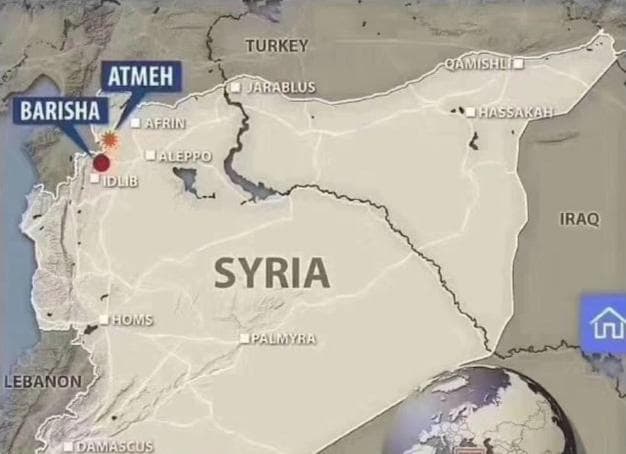 TURKEY
QAMISHLI
ATMEH
JARABLUS
BARISHA
HASSAKAH
AFRIN
ALEPPO
IDLIB
IRAQ
SYRIA
HOMS
PALMYRA
LEBANON
DAMASCUS